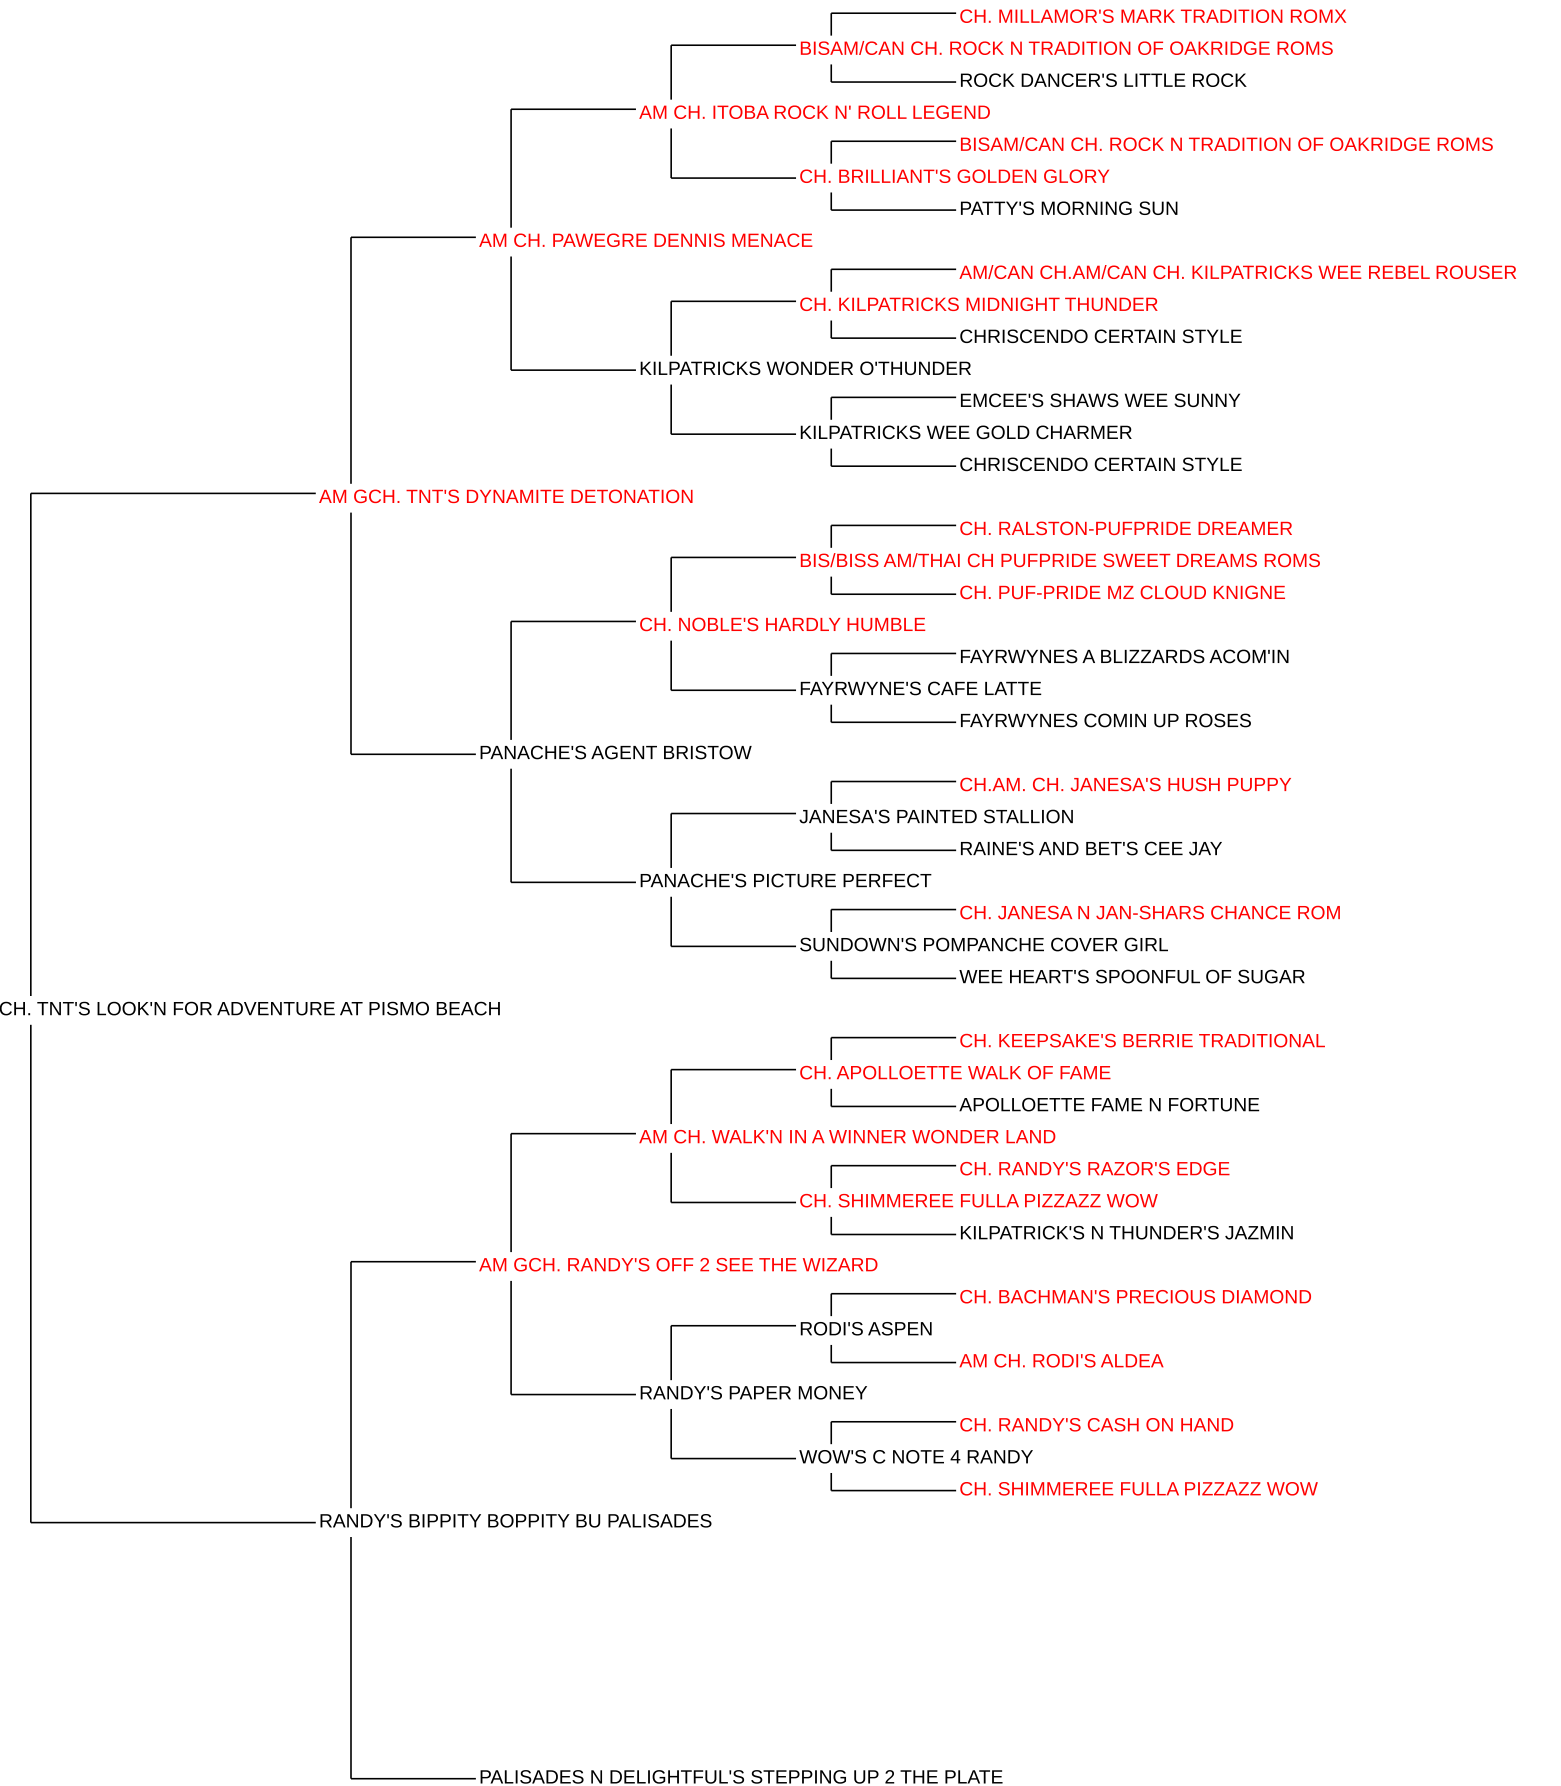 CH. MILLAMOR'S MARK TRADITION ROMX
BISAM/CAN CH. ROCK N TRADITION OF OAKRIDGE ROMS
ROCK DANCER'S LITTLE ROCK
AM CH. ITOBA ROCK N' ROLL LEGEND
BISAM/CAN CH. ROCK N TRADITION OF OAKRIDGE ROMS
CH. BRILLIANT'S GOLDEN GLORY
PATTY'S MORNING SUN
AM CH. PAWEGRE DENNIS MENACE
AM/CAN CH.AM/CAN CH. KILPATRICKS WEE REBEL ROUSER
CH. KILPATRICKS MIDNIGHT THUNDER
CHRISCENDO CERTAIN STYLE
KILPATRICKS WONDER O'THUNDER
EMCEE'S SHAWS WEE SUNNY
KILPATRICKS WEE GOLD CHARMER
CHRISCENDO CERTAIN STYLE
AM GCH. TNT'S DYNAMITE DETONATION
CH. RALSTON-PUFPRIDE DREAMER
BIS/BISS AM/THAI CH PUFPRIDE SWEET DREAMS ROMS
CH. PUF-PRIDE MZ CLOUD KNIGNE
CH. NOBLE'S HARDLY HUMBLE
FAYRWYNES A BLIZZARDS ACOM'IN
FAYRWYNE'S CAFE LATTE
FAYRWYNES COMIN UP ROSES
PANACHE'S AGENT BRISTOW
CH.AM. CH. JANESA'S HUSH PUPPY
JANESA'S PAINTED STALLION
RAINE'S AND BET'S CEE JAY
PANACHE'S PICTURE PERFECT
CH. JANESA N JAN-SHARS CHANCE ROM
SUNDOWN'S POMPANCHE COVER GIRL
WEE HEART'S SPOONFUL OF SUGAR
CH. TNT'S LOOK'N FOR ADVENTURE AT PISMO BEACH
CH. KEEPSAKE'S BERRIE TRADITIONAL
CH. APOLLOETTE WALK OF FAME
APOLLOETTE FAME N FORTUNE
AM CH. WALK'N IN A WINNER WONDER LAND
CH. RANDY'S RAZOR'S EDGE
CH. SHIMMEREE FULLA PIZZAZZ WOW
KILPATRICK'S N THUNDER'S JAZMIN
AM GCH. RANDY'S OFF 2 SEE THE WIZARD
CH. BACHMAN'S PRECIOUS DIAMOND
RODI'S ASPEN
AM CH. RODI'S ALDEA
RANDY'S PAPER MONEY
CH. RANDY'S CASH ON HAND
WOW'S C NOTE 4 RANDY
CH. SHIMMEREE FULLA PIZZAZZ WOW
RANDY'S BIPPITY BOPPITY BU PALISADES
PALISADES N DELIGHTFUL'S STEPPING UP 2 THE PLATE